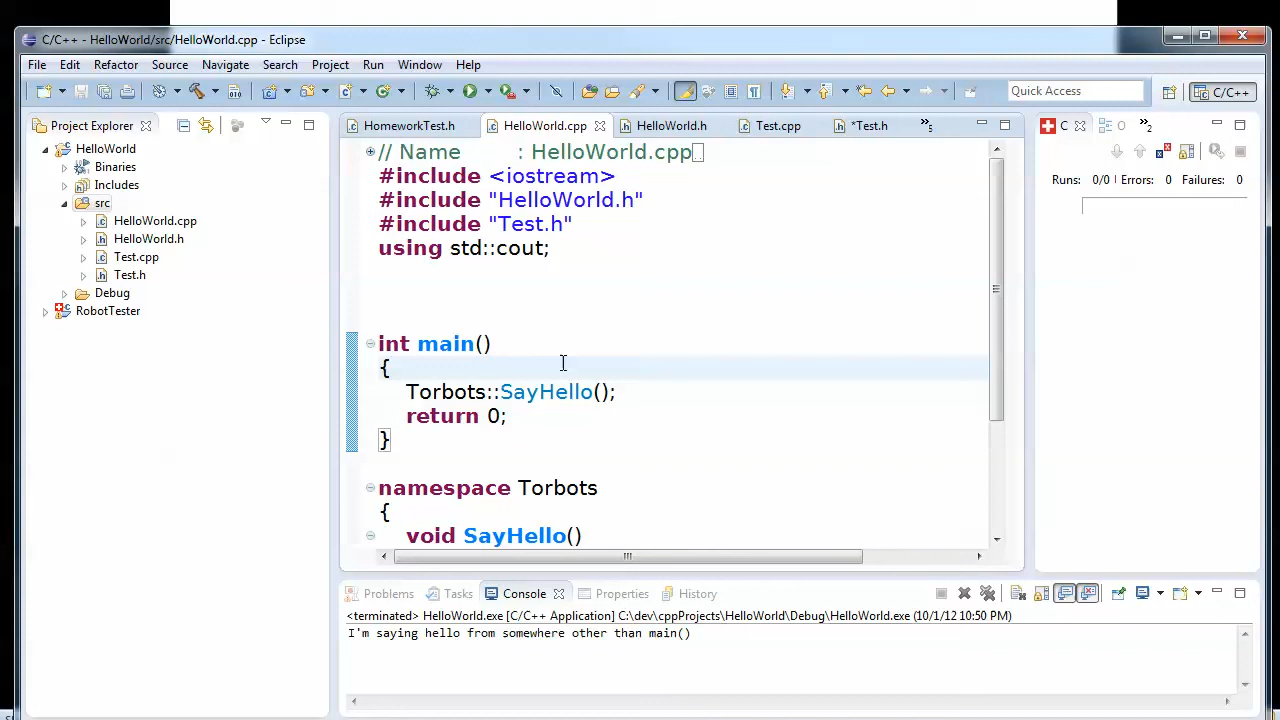 C/C++ - HelloWorld/src/HelloWorld.cpp - Eclipse
File Edit Refactor Source Navigate Search Project Run Window Help
Quick Access
C/C++
Project Explorer
HelloWorld
Binaries
Includes
src
HelloWorld.cpp
HelloWorld.h
Test.cpp
Test.h
Debug
RobotTester
HomeworkTest.h HelloWorld.cpp HelloWorld.h Test.cpp *Test.h 5
// Name : HelloWorld.cpp
#include <iostream>
#include "HelloWorld.h"
#include "Test.h"
using std::cout;
int main()
{
Torbots::SayHello();
return 0;
}
namespace Torbots
{
void SayHello()
C O 2
Runs: 0/0 Errors: 0 Failures: 0
Problems Tasks Console Properties History
<terminated> HelloWorld.exe [C/C++ Application] C:\dev\cppProjects\HelloWorld\Debug\HelloWorld.exe (10/1/12 10:50 PM)
I'm saying hello from somewhere other than main()